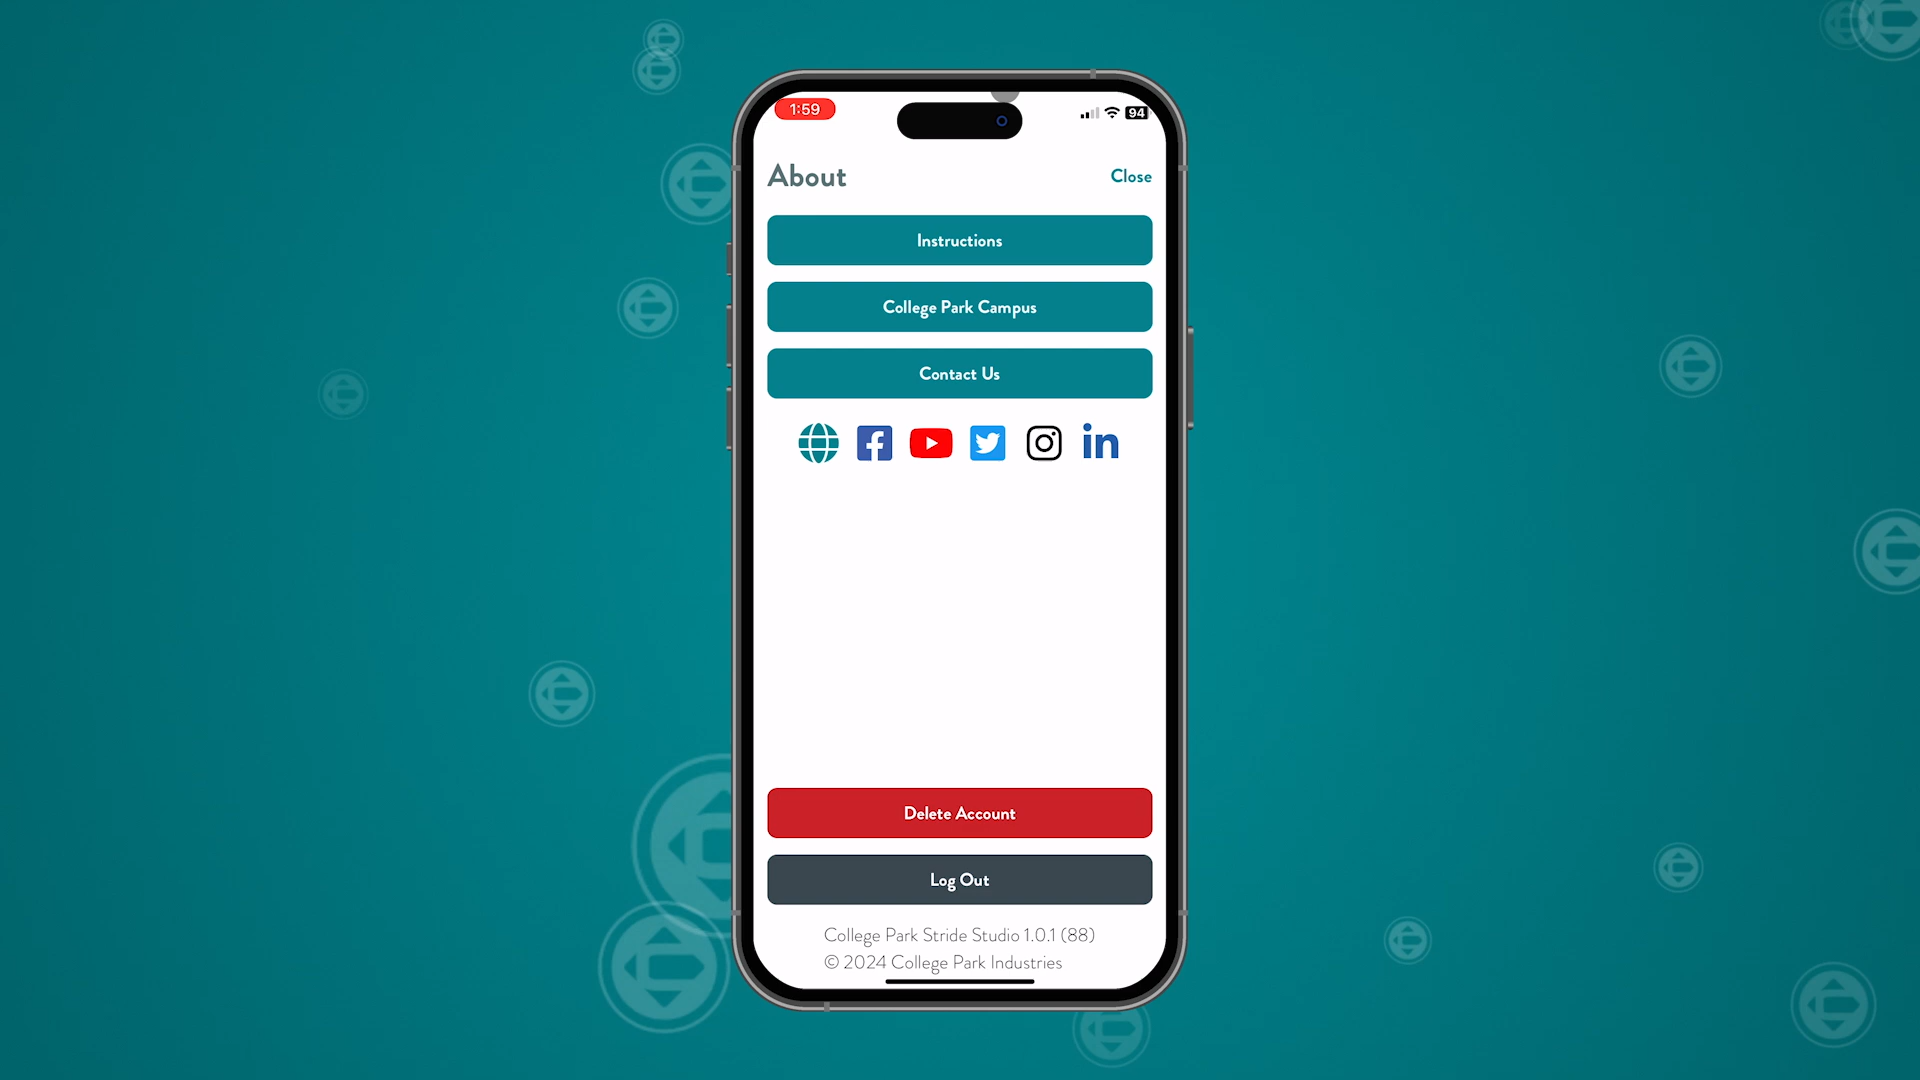 1:59
94
About
Close
Instructions
College Park Campus
Contact Us
Delete Account
Log Out
College Park Stride Studio 1.0.1 (88)
© 2024 College Park Industries